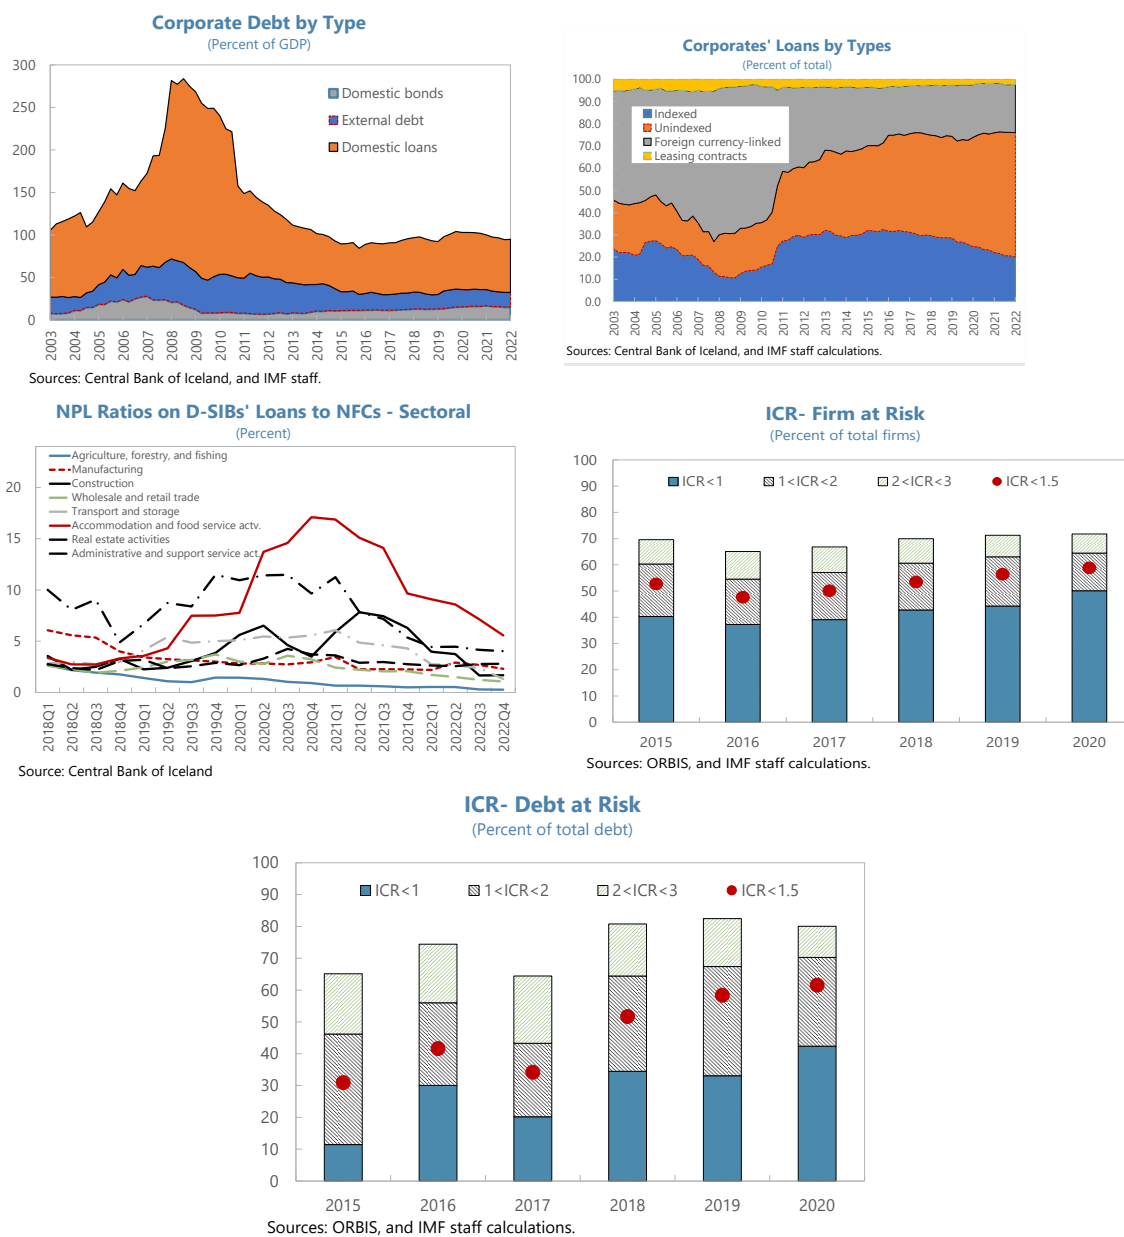 Corporate Debt by Type
(Percent of GDP)
300
250
200
150
100
50
0
Domestic bonds
External debt
Domestic loans
2003
2004
2005
2006
2007
2008
2009
2010
2011
2012
2013
2014
2015
2016
2017
2018
2019
2020
2021
2022
Sources: Central Bank of Iceland, and IMF staff.
Corporates' Loans by Types
(Percent of total)
100.0
90.0
80.0
70.0
60.0
50.0
40.0
30.0
20.0
10.0
0.0
Indexed
Unindexed
Foreign currency-linked
Leasing contracts
2003
2004
2005
2006
2007
2008
2009
2010
2011
2012
2013
2014
2015
2016
2017
2018
2019
2020
2021
2022
Sources: Central Bank of Iceland, and IMF staff calculations.
NPL Ratios on D-SIBs' Loans to NFCs - Sectoral
(Percent)
20
15
10
5
0
Agriculture, forestry, and fishing
Manufacturing
Construction
Wholesale and retail trade
Transport and storage
Accommodation and food service actv.
Real estate activities
Administrative and support service act.
2018Q1
2018Q2
2018Q3
2018Q4
2019Q1
2019Q2
2019Q3
2019Q4
2020Q1
2020Q2
2020Q3
2020Q4
2021Q1
2021Q2
2021Q3
2021Q4
2022Q1
2022Q2
2022Q3
2022Q4
Source: Central Bank of Iceland
ICR- Firm at Risk
(Percent of total firms)
100
90
80
70
60
50
40
30
20
10
0
ICR<1 1<ICR<2 2<ICR<3 ICR<1.5
2015 2016 2017 2018 2019 2020
Sources: ORBIS, and IMF staff calculations.
ICR- Debt at Risk
(Percent of total debt)
100
90
80
70
60
50
40
30
20
10
0
ICR<1 1<ICR<2 2<ICR<3 ICR<1.5
2015 2016 2017 2018 2019 2020
Sources: ORBIS, and IMF staff calculations.